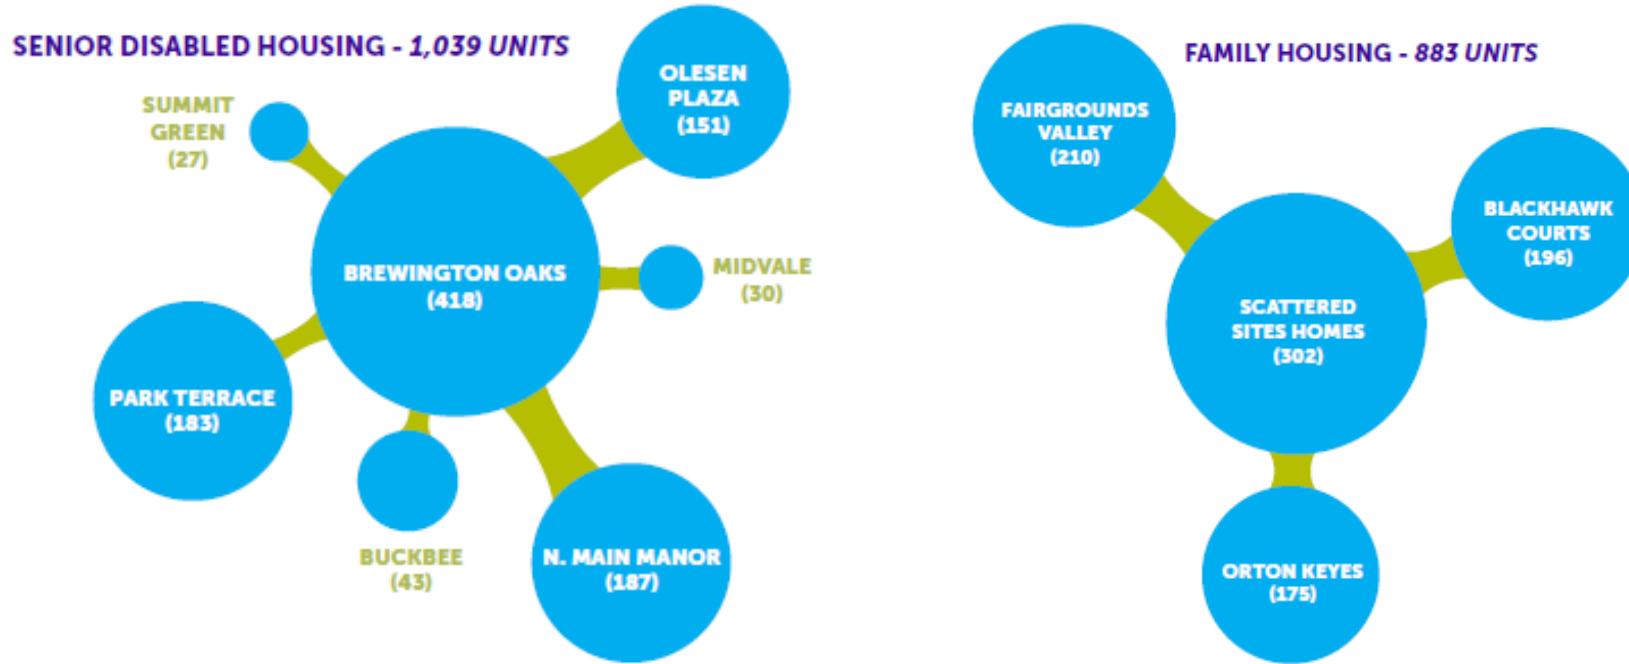 SENIOR DISABLED HOUSING - 1,039 UNITS
SUMMIT
GREEN
(27)
OLESEN
PLAZA
(151)
BREWINGTON OAKS
(418)
MIDVALE
(30)
PARK TERRACE
(183)
BUCKBEE
(43)
N. MAIN MANOR
(187)
FAMILY HOUSING - 883 UNITS
FAIRGROUNDS
VALLEY
(210)
BLACKHAWK
COURTS
(196)
SCATTERED
SITES HOMES
(302)
ORTON KEYES
(175)